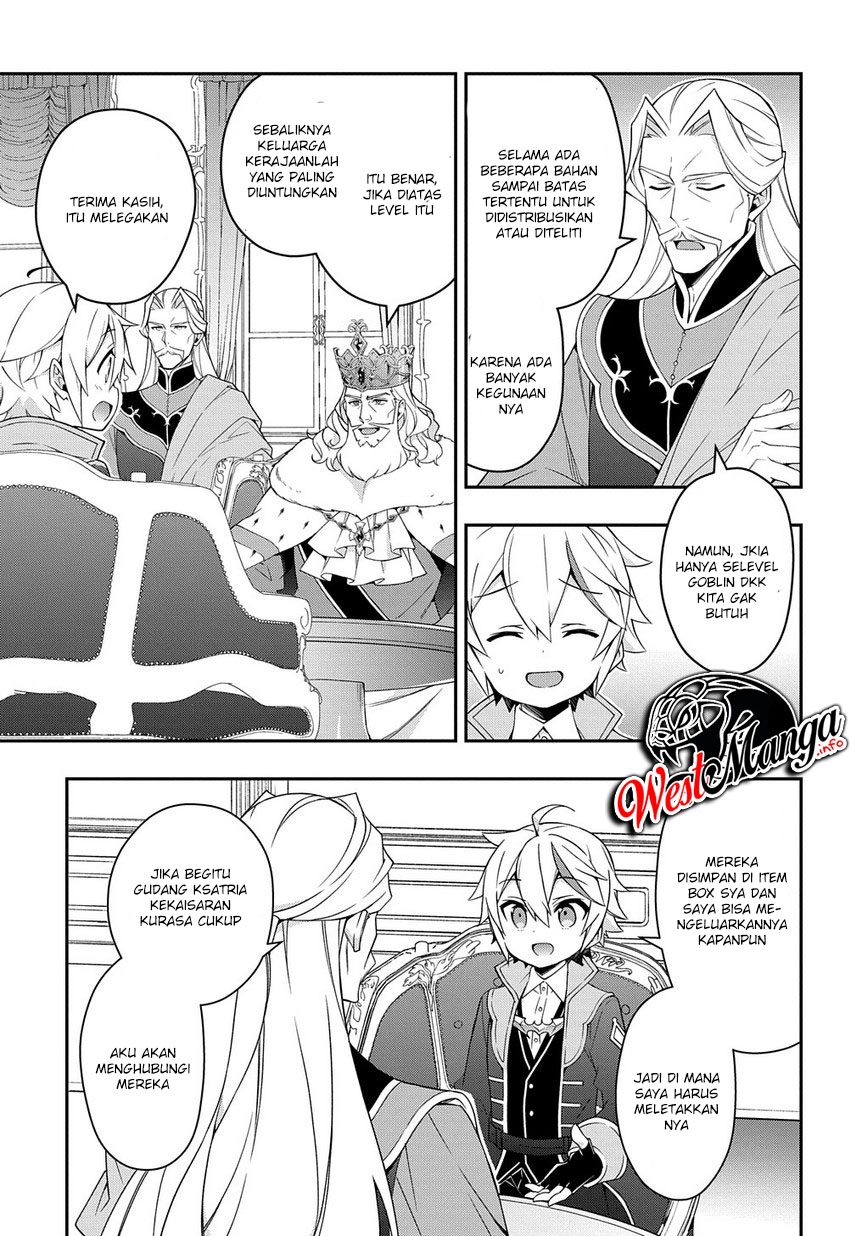 SELAMA ADA
BEBERAPA BAHAN
SAMPAI BATAS
TERTENTU UNTUK
DIDISTRIBUSIKAN
ATAU DITELITI
KARENA ADA
BANYAK
KEGUNAAN
NYA
ITU BENAR,
JIKA DIATAS
LEVEL ITU
SEBALIKNYA
KELUARGA
KERAJAANLAH
YANG PALING
DIUNTUNGKAN
TERIMA KASIH,
ITU MELEGAKAN
NAMUN, JKIA
HANYA SELEVEL
GOBLIN DKK
KITA GAK
BUTUH
WestManga
.info
MEREKA
DISIMPAN DI ITEM
BOX SYA DAN
SAYA BISA ME-
NGELUARKANNYA
KAPANPUN
JADI DI MANA
SAYA HARUS
MELETAKKAN
NYA
JIKA BEGITU
GUDANG KSATRIA
KEKAISARAN
KURASA CUKUP
AKU AKAN
MENGHUBUNGI
MEREKA